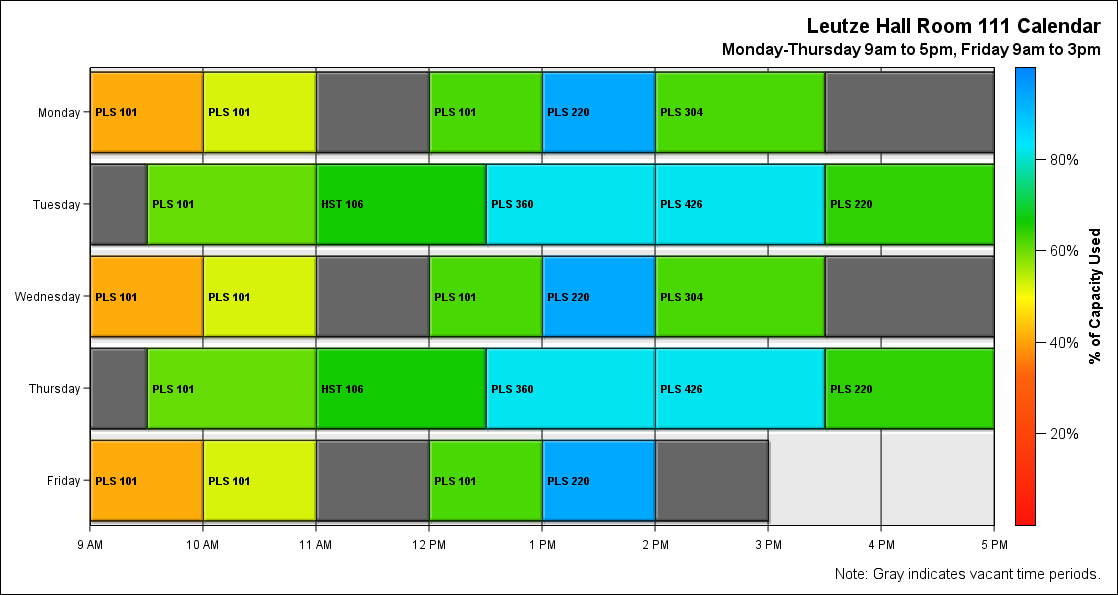 Leutze Hall Room 111 Calendar
Monday-Thursday 9am to 5pm, Friday 9am to 3pm
Monday
PLS 101
PLS 101
PLS 101
PLS 220
PLS 304
Tuesday
PLS 101
HST 106
PLS 360
PLS 426
PLS 220
Wednesday
PLS 101
PLS 101
PLS 101
PLS 220
PLS 304
Thursday
PLS 101
HST 106
PLS 360
PLS 426
PLS 220
Friday
PLS 101
PLS 101
PLS 101
PLS 220
9 AM
10 AM
11 AM
12 PM
1 PM
2 PM
3 PM
4 PM
5 PM
80%
60%
40%
20%
% of Capacity Used
Note: Gray indicates vacant time periods.